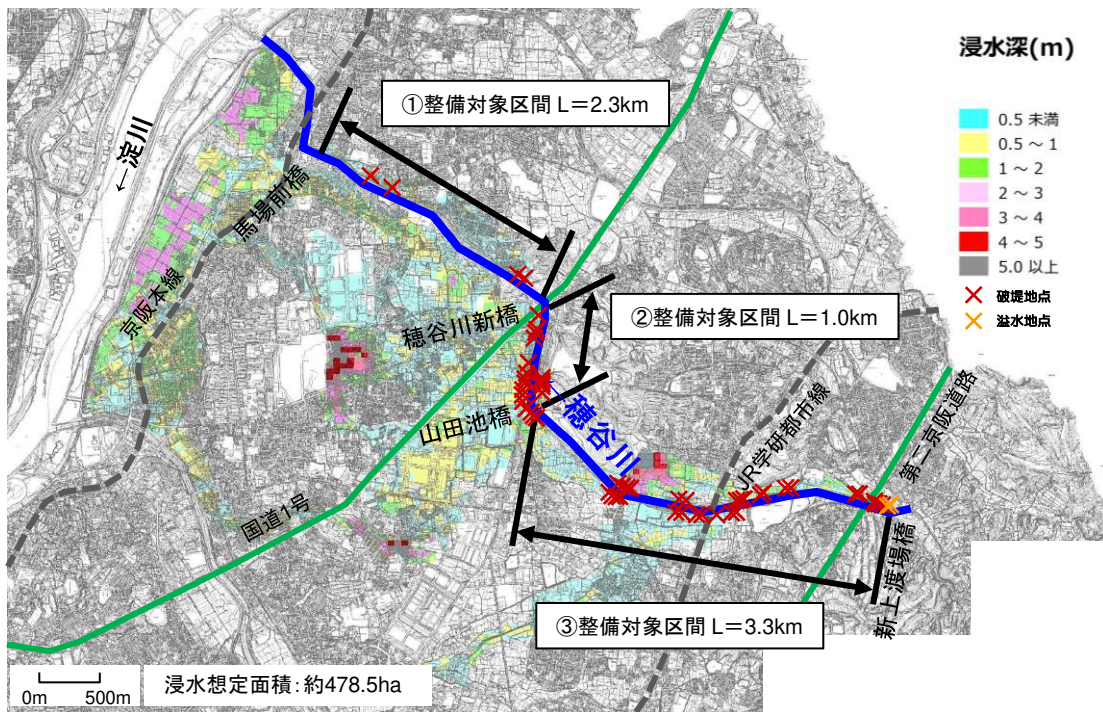 ①整備対象区間 L=2.3km
浸水深(m)
0.5 未満
0.5 ~ 1
1 ~ 2
2 ~ 3
3 ~ 4
4 ~ 5
5.0 以上
破堤地点
溢水地点
←淀川
馬場前橋
京阪本線
穂谷川新橋
②整備対象区間 L=1.0km
山田池橋
←穂谷川
JR学研都市線
第二京阪道路
国道1号
新上渡場橋
③整備対象区間 L=3.3km
0m 500m
浸水想定面積:約478.5ha